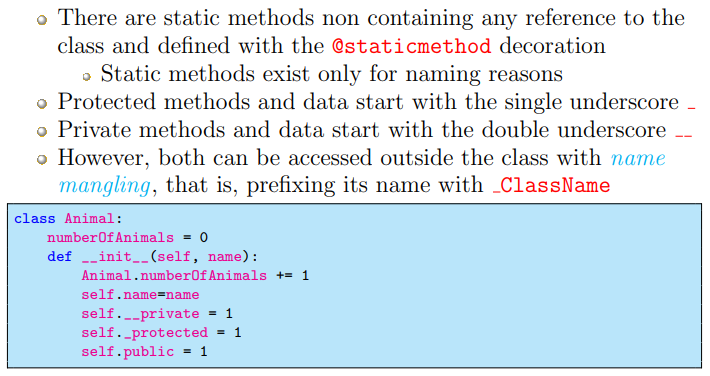 There are static methods non containing any reference to the
class and defined with the @staticmethod decoration
Static methods exist only for naming reasons
Protected methods and data start with the single underscore _
Private methods and data start with the double underscore __
However, both can be accessed outside the class with name
mangling, that is, prefixing its name with _ClassName
class Animal:
    numberOfAnimals = 0
    def __init__(self, name):
        Animal.numberOfAnimals += 1
        self.name=name
        self.__private = 1
        self._protected = 1
        self.public = 1